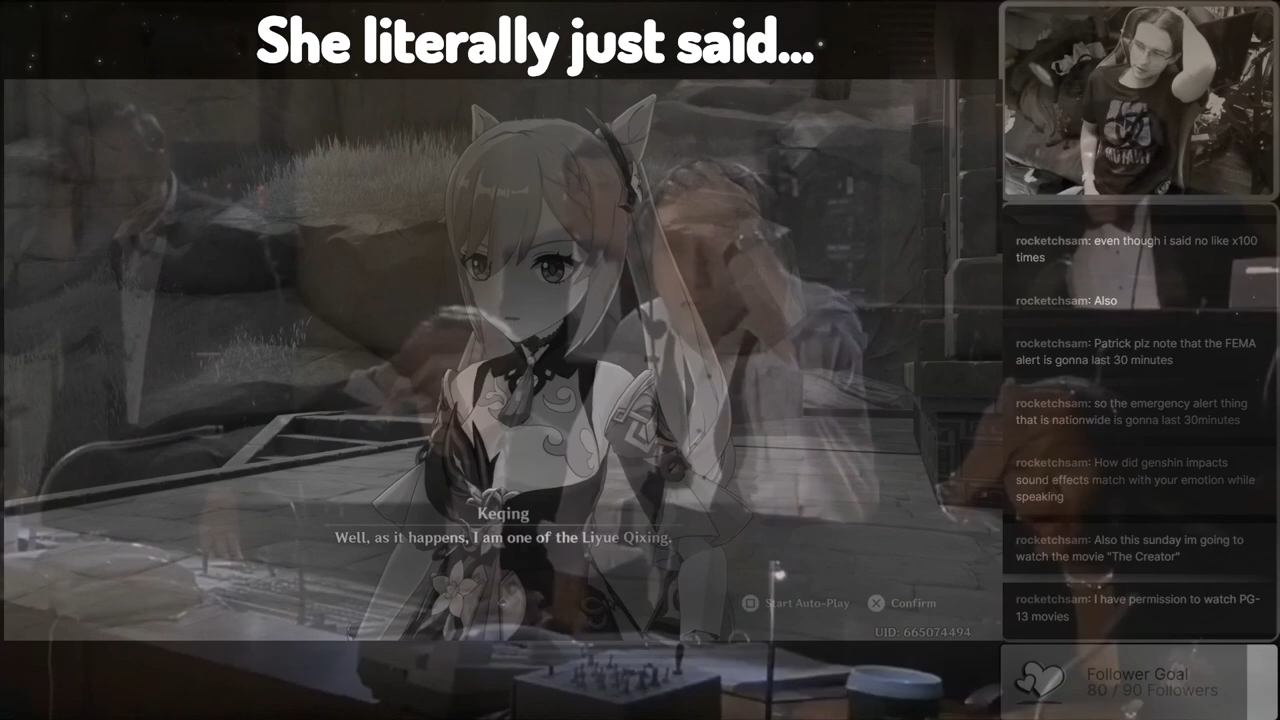 She literally just said...
rocketchsam: even though i said no like x100
times
rocketchsam: Also
rocketchsam: Patrick plz note that the FEMA
alert is gonna last 30 minutes
rocketchsam: so the emergency alert thing
that is nationwide is gonna last 30minutes
rocketchsam: How did genshin impacts
sound effects match with your emotion while
speaking
rocketchsam: Also this sunday im going to
watch the movie "The Creator"
rocketchsam: I have permission to watch PG-
13 movies
Keqing
Well, as it happens, I am one of the Liyue Qixing.
Start Auto-Play
Confirm
UID: 665074494
Follower Goal
80 / 90 Followers